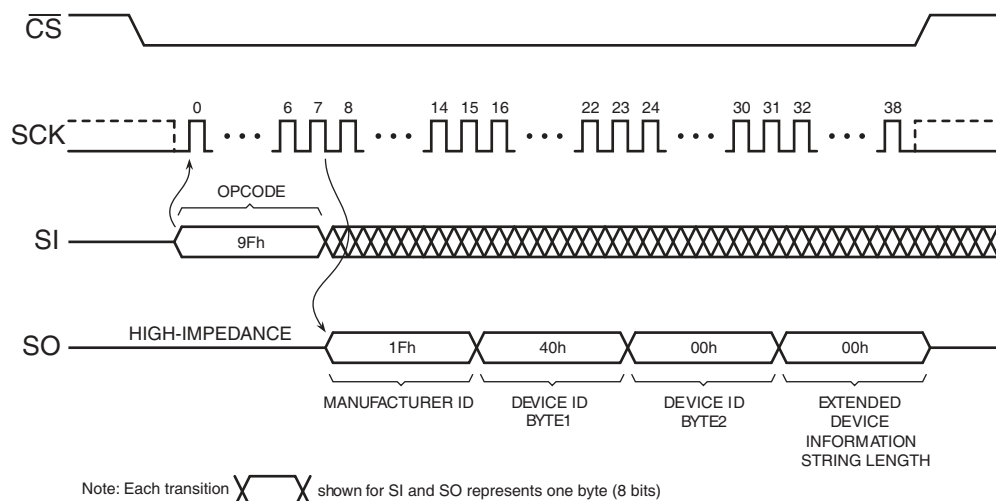 CS
0 6 7 8 14 15 16 22 23 24 30 31 32 38
SCK
OPCODE
SI
9Fh
HIGH-IMPEDANCE
SO
1Fh 40h 00h 00h
MANUFACTURER ID
DEVICE ID
BYTE1
DEVICE ID
BYTE2
EXTENDED
DEVICE
INFORMATION
STRING LENGTH
Note: Each transition shown for SI and SO represents one byte (8 bits)